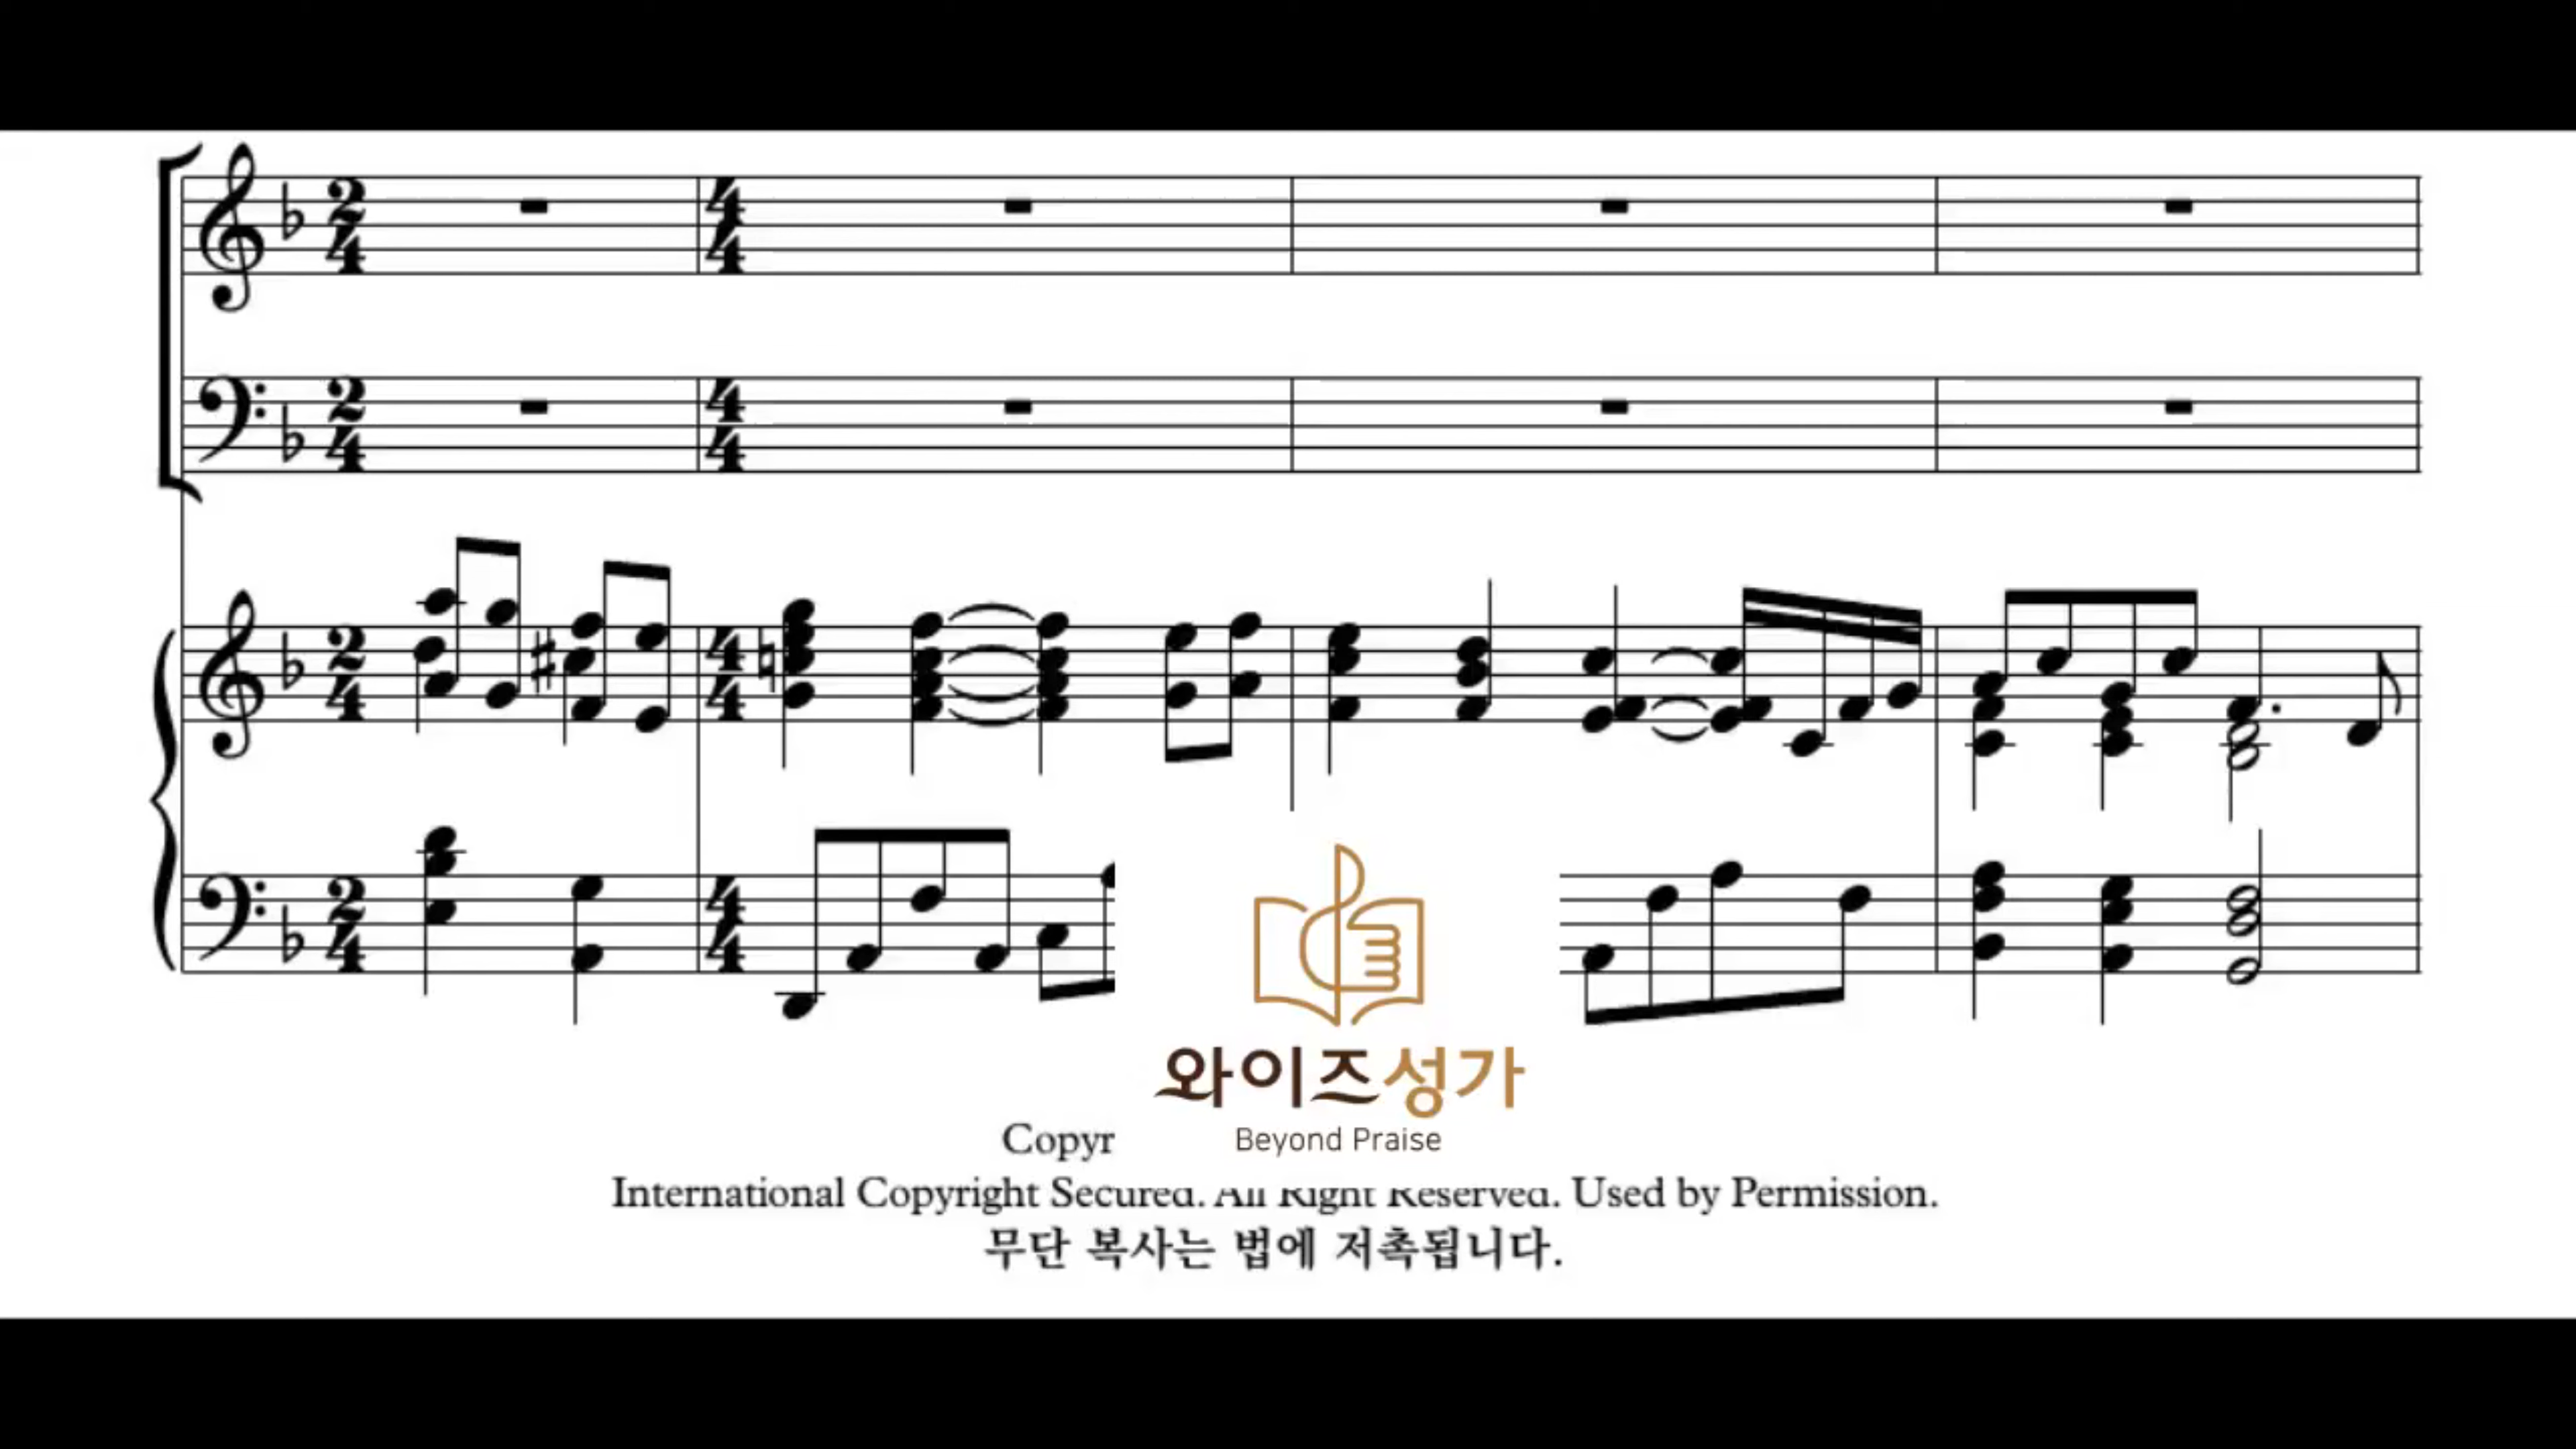 와이즈성가
Beyond Praise
Copyr
International Copyright Secured. All Right Reserved. Used by Permission.
무단 복사는 법에 저촉됩니다.